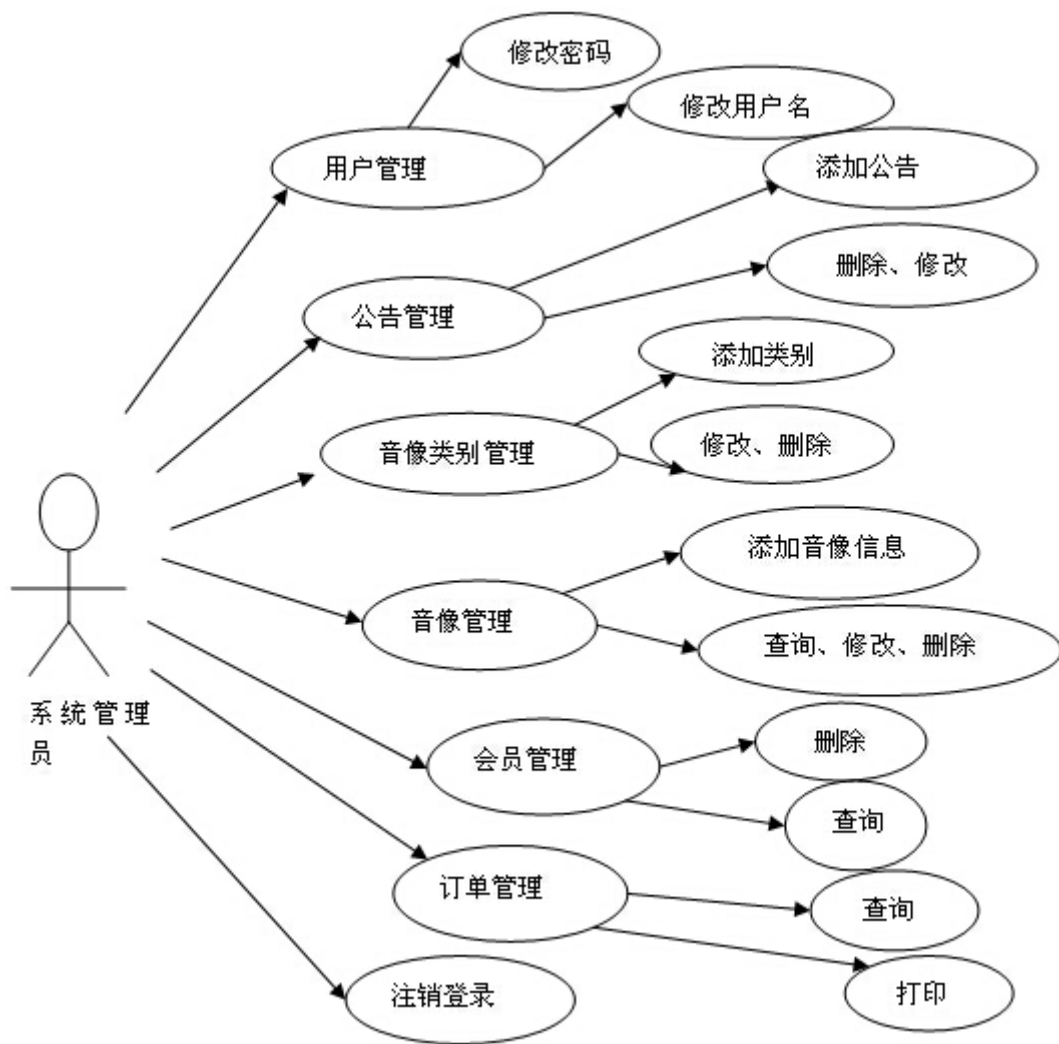 修改密码
修改用户名
用户管理
添加公告
删除、修改
公告管理
添加类别
音像类别管理
修改、删除
添加音像信息
音像管理
查询、修改、删除
系统管理
员
会员管理
删除
查询
订单管理
查询
注销登录
打印